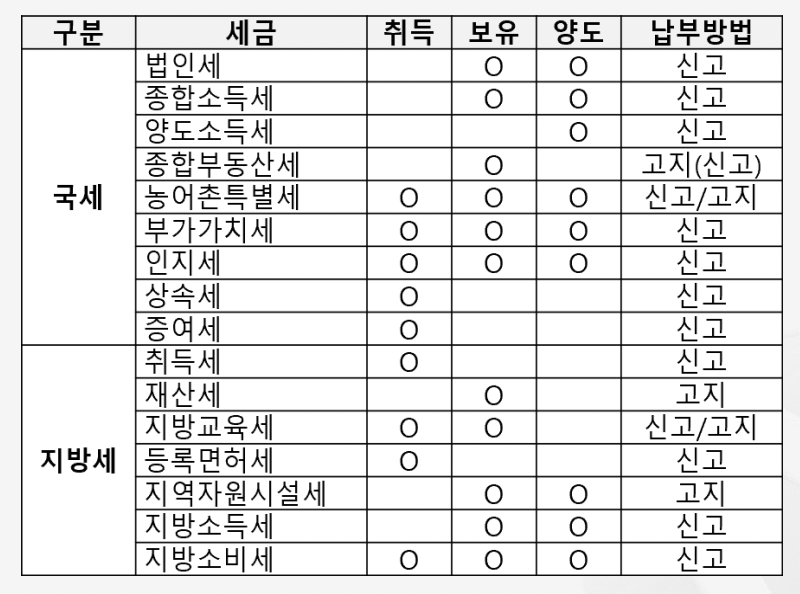 구분 세금 취득 보유 양도 납부방법
국세
법인세 O O 신고
종합소득세 O O 신고
양도소득세 O 신고
종합부동산세 O 고지(신고)
농어촌특별세 O O O 신고/고지
부가가치세 O O O 신고
인지세 O O O 신고
상속세 O 신고
증여세 O 신고
지방세
취득세 O 신고
재산세 O 고지
지방교육세 O O 신고/고지
등록면허세 O 신고
지역자원시설세 O O 고지
지방소득세 O O 신고
지방소비세 O O O 신고